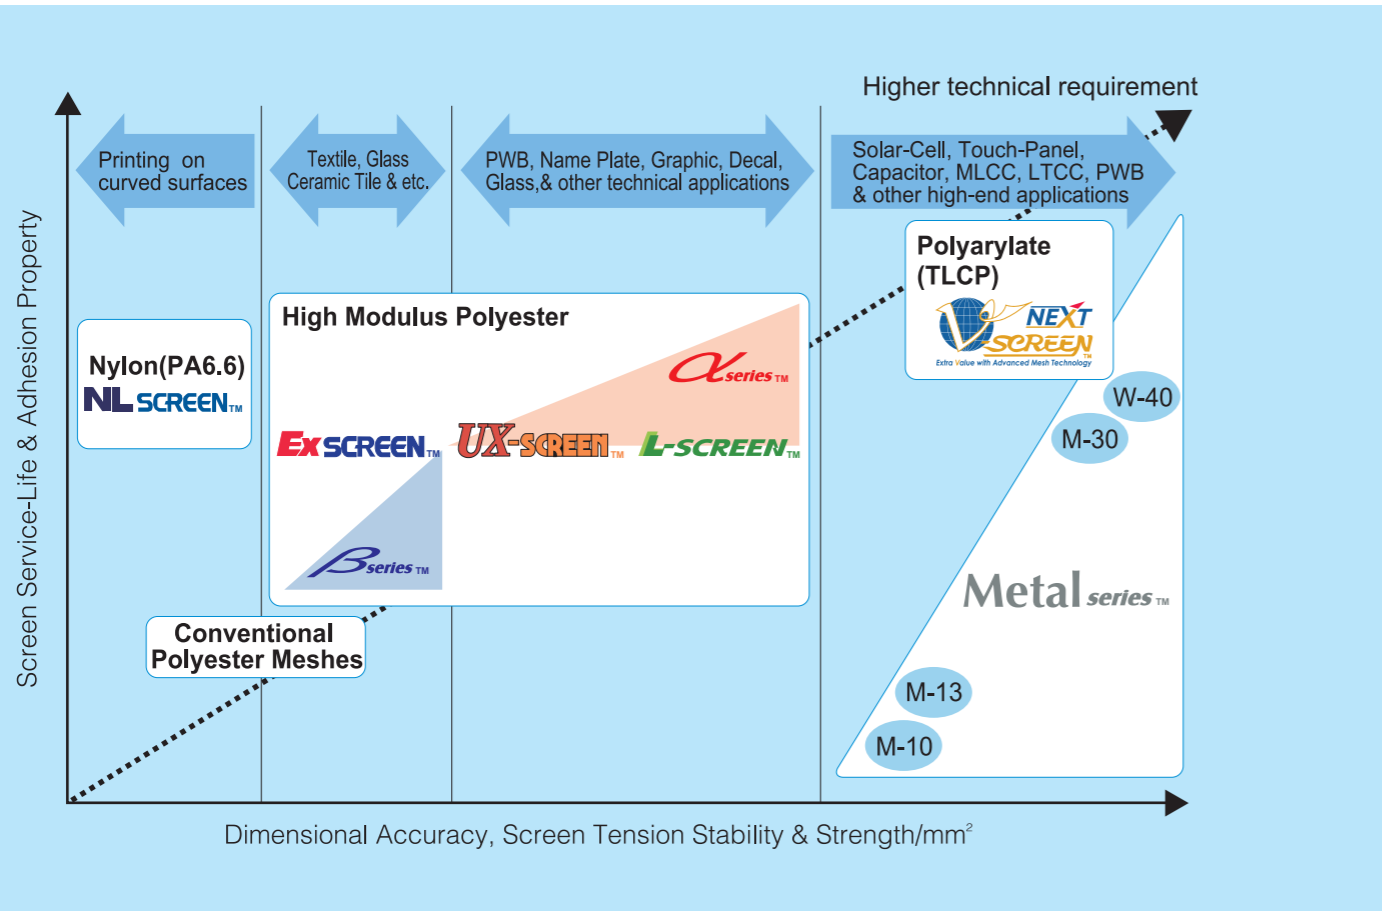 Higher technical requirement
Printing on
curved surfaces
Textile, Glass
Ceramic Tile & etc.
PWB, Name Plate, Graphic, Decal,
Glass,& other technical applications
Solar-Cell, Touch-Panel,
Capacitor, MLCC, LTCC, PWB
& other high-end applications
Screen Service-Life & Adhesion Property
Nylon(PA6.6)
NL SCREEN™
High Modulus Polyester
α series™
EX SCREEN™
UX-SCREEN™
L-SCREEN™
β series™
Conventional
Polyester Meshes
Polyarylate
(TLCP)
V NEXT
-SCREEN™
Extra Value with Advanced Mesh Technology
W-40
M-30
Metal series™
M-13
M-10
Dimensional Accuracy, Screen Tension Stability & Strength/mm²